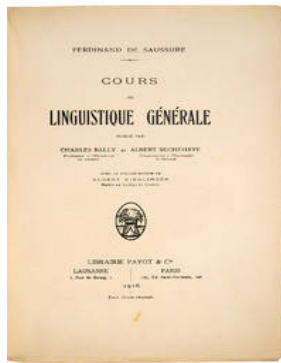 FERDINAND DE SAUSSURE
COURS
DE
LINGUISTIQUE GÉNÉRALE
PUBLIÉ PAR
CHARLES BALLY ET ALBERT SECHEHAYE
AVEC LA COLLABORATION DE
ALBERT RIEDLINGER
LIBRAIRIE PAYOT & Cie
LAUSANNE PARIS
1916